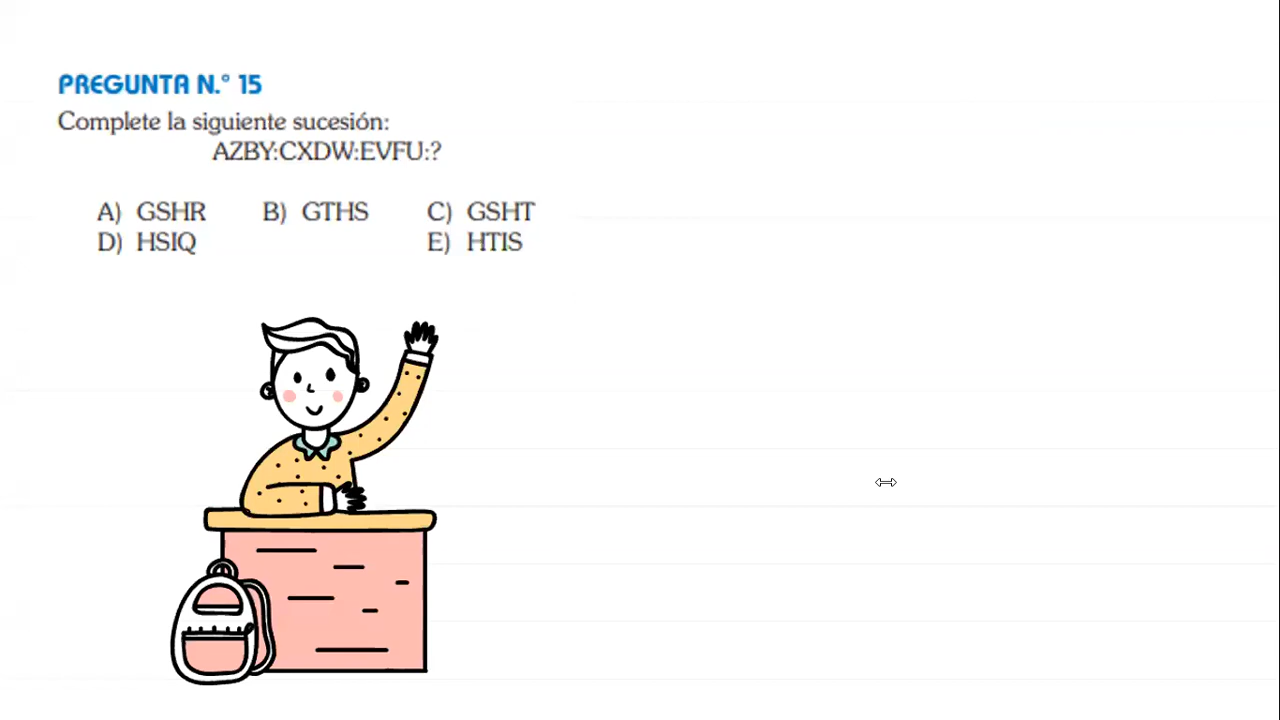 PREGUNTA N.° 15
Complete la siguiente sucesión:
AZBY:CXDW:EVFU:?
A) GSHR B) GTHS C) GSHT
D) HSIQ E) HTIS